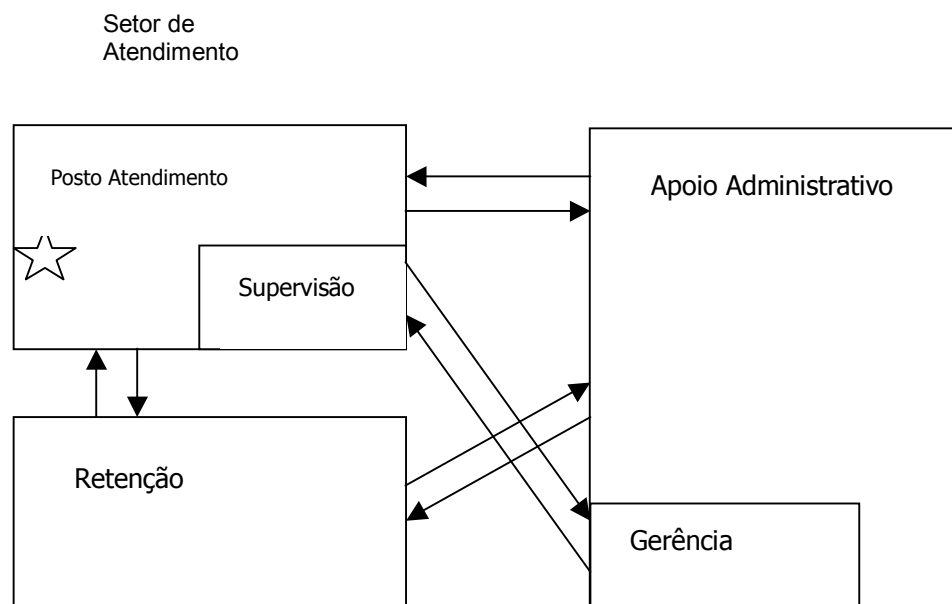 Setor de
Atendimento
Posto Atendimento
Apoio Administrativo
Supervisão
Retenção
Gerência